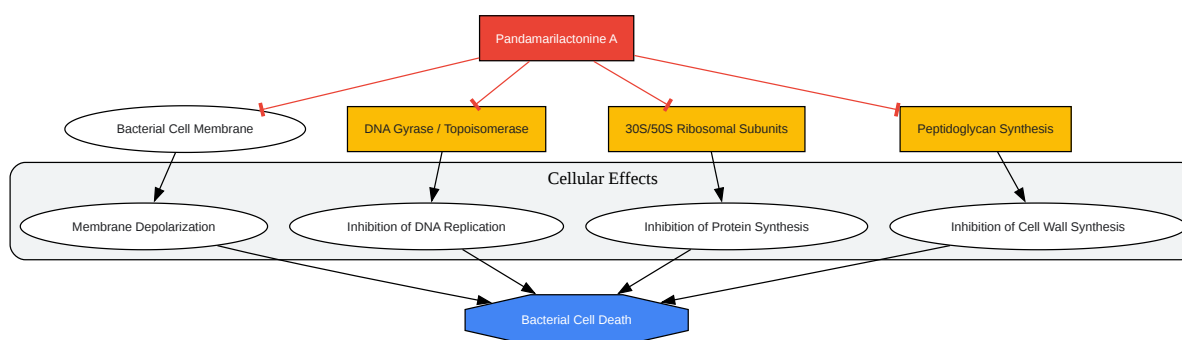 Pandamarilactonine A
Bacterial Cell Membrane
DNA Gyrase / Topoisomerase
30S/50S Ribosomal Subunits
Peptidoglycan Synthesis
Cellular Effects
Membrane Depolarization
Inhibition of DNA Replication
Inhibition of Protein Synthesis
Inhibition of Cell Wall Synthesis
Bacterial Cell Death